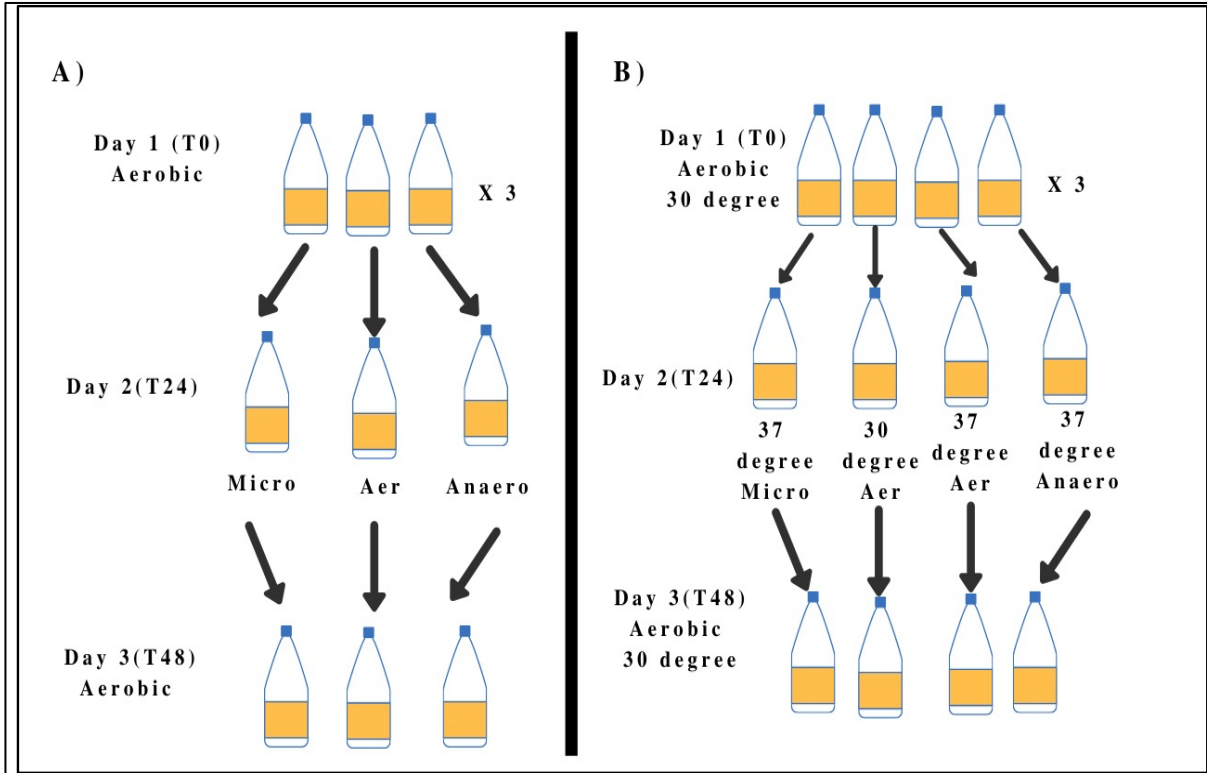 A)
Day 1 (T0)
Aerobic
X 3
Day 2(T24)
Micro
Aer
Anaero
Day 3(T48)
Aerobic
B)
Day 1 (T0)
Aerobic
30 degree
X 3
Day 2(T24)
37
degree
Micro
30
degree
Aer
37
degree
Aer
37
degree
Anaero
Day 3(T48)
Aerobic
30 degree